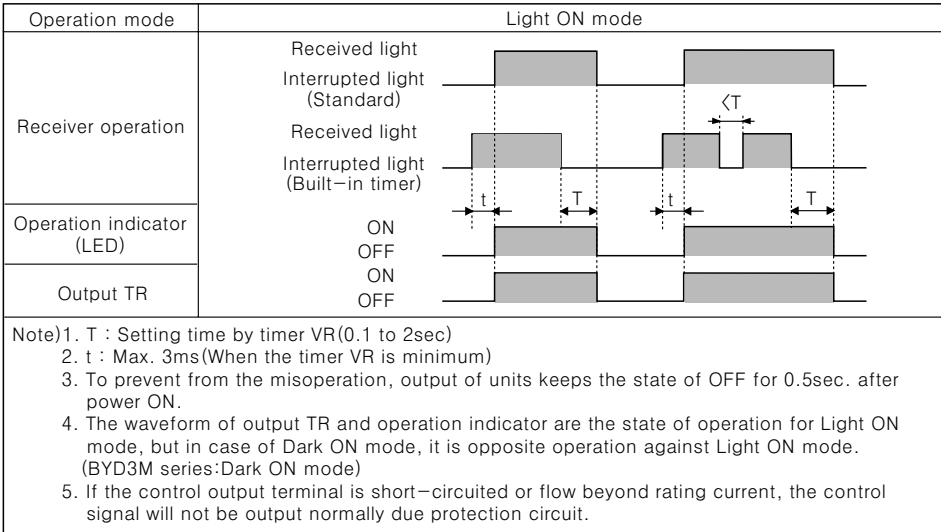 Operation mode
Light ON mode
Receiver operation
Received light
Interrupted light
(Standard)
Received light
Interrupted light
(Built-in timer)
<T
t
T
t
T
Operation indicator
(LED)
ON
OFF
Output TR
ON
OFF
Note)1. T : Setting time by timer VR(0.1 to 2sec)
2. t : Max. 3ms(When the timer VR is minimum)
3. To prevent from the misoperation, output of units keeps the state of OFF for 0.5sec. after
power ON.
4. The waveform of output TR and operation indicator are the state of operation for Light ON
mode, but in case of Dark ON mode, it is opposite operation against Light ON mode.
(BYD3M series:Dark ON mode)
5. If the control output terminal is short-circuited or flow beyond rating current, the control
signal will not be output normally due protection circuit.